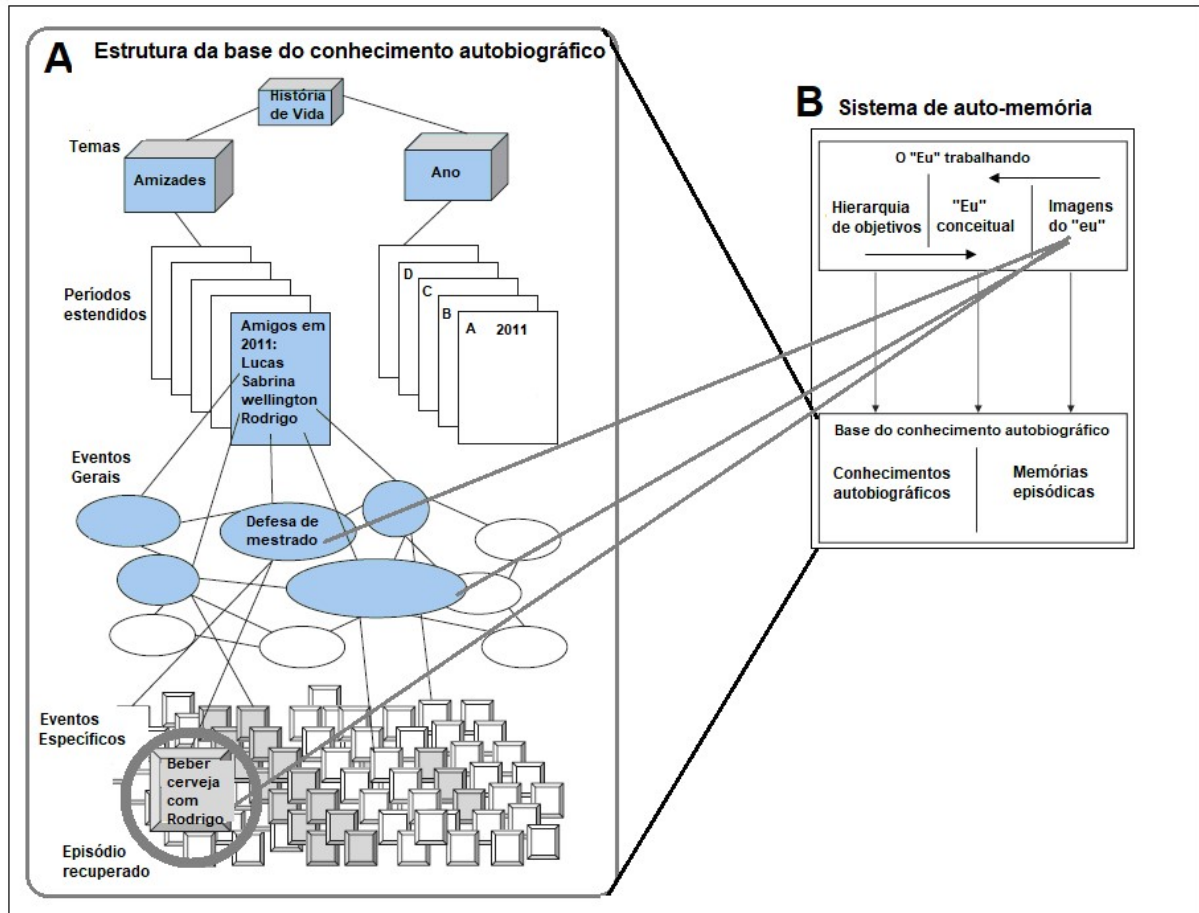 A Estrutura da base do conhecimento autobiográfico
História
de Vida
Temas
Amizades
Ano
Períodos
estendidos
D
C
B
A 2011
Amigos em
2011:
Lucas
Sabrina
wellington
Rodrigo
Eventos
Gerais
Defesa de
mestrado
Eventos
Específicos
Beber
cerveja
com
Rodrigo
Episódio
recuperado
B Sistema de auto-memória
O "Eu" trabalhando
Hierarquia
de objetivos
"Eu"
conceitual
Imagens
do "eu"
Base do conhecimento autobiográfico
Conhecimentos
autobiográficos
Memórias
episódicas